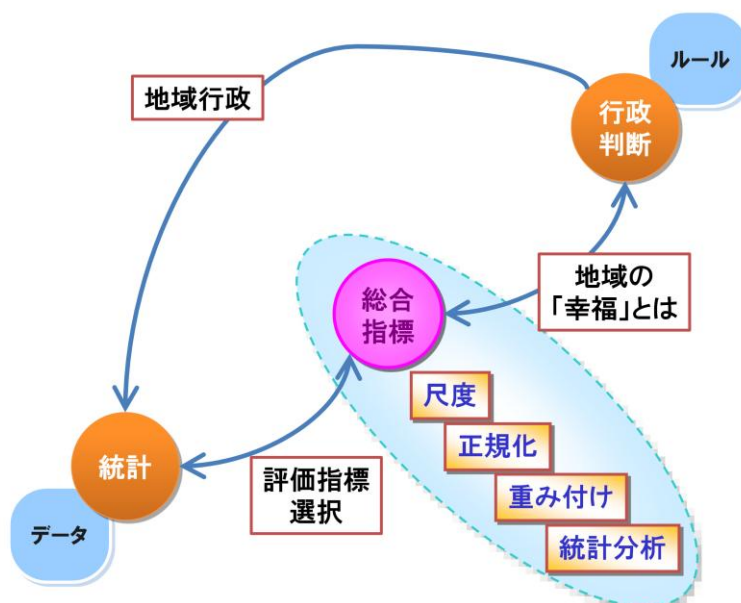 ルール
地域行政
行政
判断
地域の
「幸福」とは
総合
指標
尺度
正規化
重み付け
統計分析
統計
評価指標
選択
データ